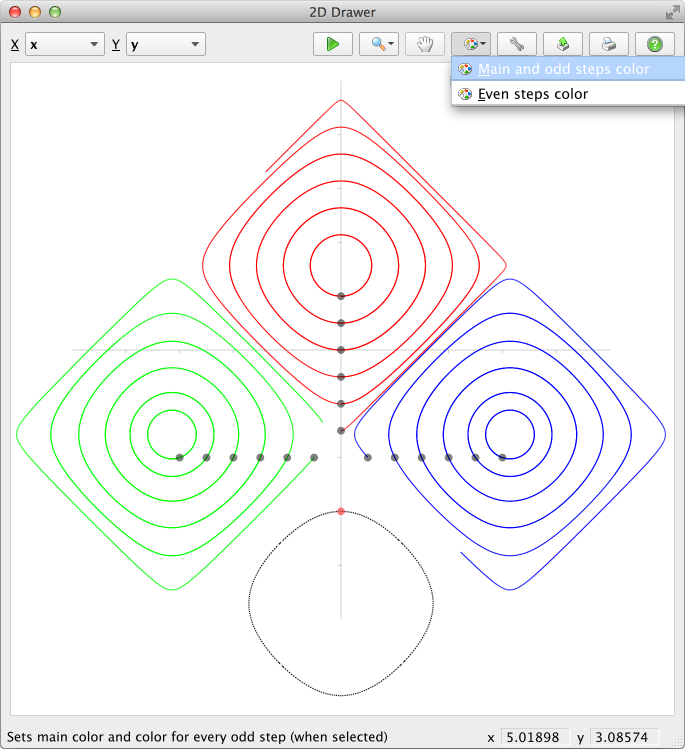 2D Drawer
X x Y y
Main and odd steps color
Even steps color
Sets main color and color for every odd step (when selected) x 5.01898 y 3.08574